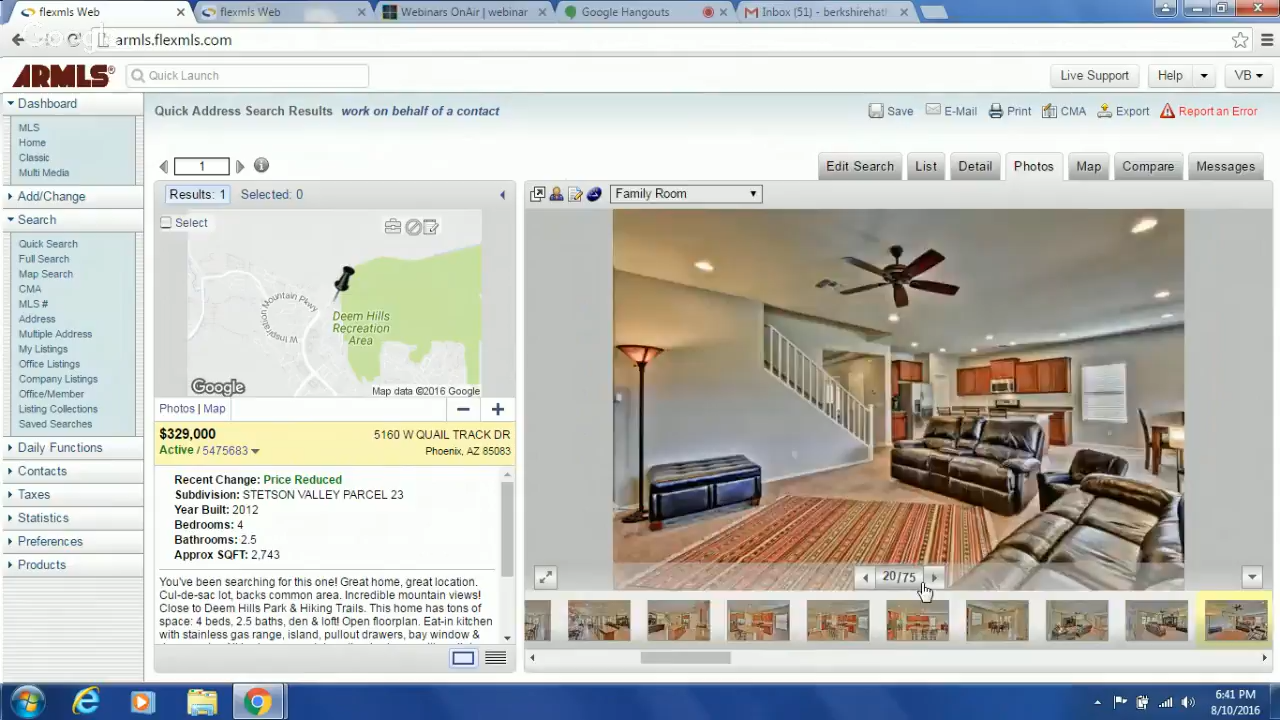 flexmls Web
flexmls Web
Webinars OnAir | webinar
Google Hangouts
Inbox (51) - berkshirehat
armls.flexmls.com
ARMLS
Quick Launch
Live Support
Help
VB
Dashboard
MLS
Home
Classic
Multi Media
Add/Change
Search
Quick Search
Full Search
Map Search
CMA
MLS #
Address
Multiple Address
My Listings
Office Listings
Company Listings
Office/Member
Listing Collections
Saved Searches
Daily Functions
Contacts
Taxes
Statistics
Preferences
Products
Quick Address Search Results work on behalf of a contact
Save
E-Mail
Print
CMA
Export
Report an Error
1
Edit Search
List
Detail
Photos
Map
Compare
Messages
Results: 1
Selected: 0
Select
Mountain Pkwy
W Inspiration
Deem Hills
Recreation
Area
Google
Map data ©2016 Google
Photos | Map
$329,000
5160 W QUAIL TRACK DR
Active / 5475683
Phoenix, AZ 85083
Recent Change: Price Reduced
Subdivision: STETSON VALLEY PARCEL 23
Year Built: 2012
Bedrooms: 4
Bathrooms: 2.5
Approx SQFT: 2,743
You've been searching for this one! Great home, great location.
Cul-de-sac lot, backs common area. Incredible mountain views!
Close to Deem Hills Park & Hiking Trails. This home has tons of
space: 4 beds, 2.5 baths, den & loft! Open floorplan. Eat-in kitchen
with stainless gas range, island, pullout drawers, bay window &
Family Room
20/75
6:41 PM
8/10/2016